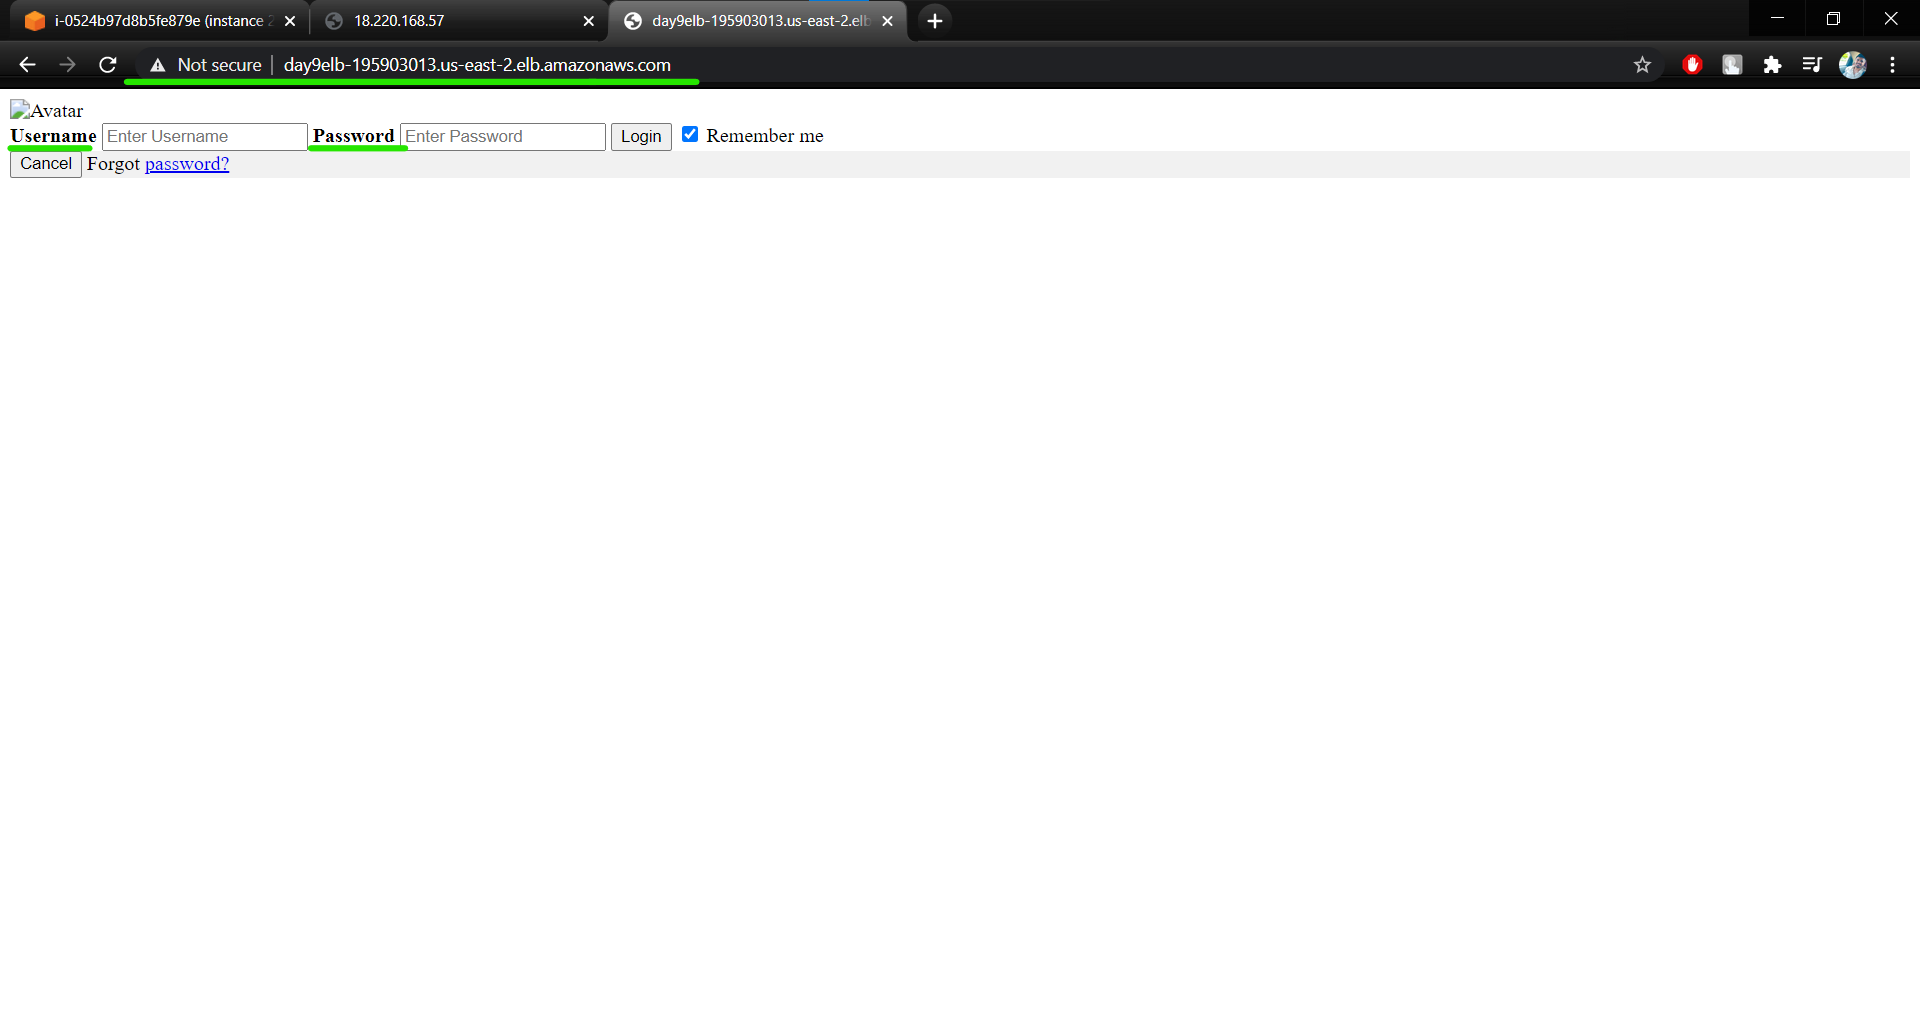 i-0524b97d8b5fe879e (instance 2
18.220.168.57
day9elb-195903013.us-east-2.elb
Not secure | day9elb-195903013.us-east-2.elb.amazonaws.com
Avatar
Username Enter Username Password Enter Password Login Remember me
Cancel Forgot password?